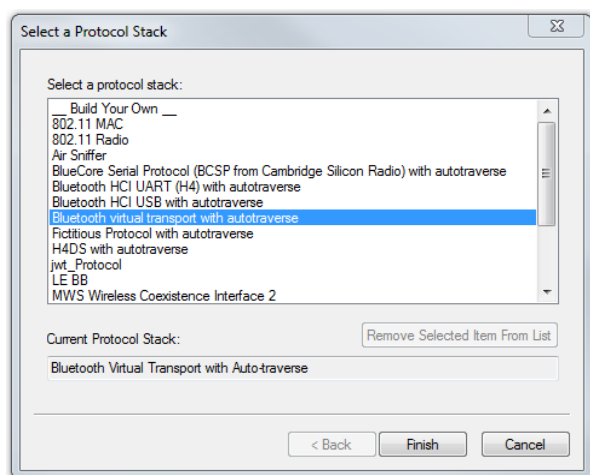 Select a Protocol Stack
Select a protocol stack:
__ Build Your Own __
802.11 MAC
802.11 Radio
Air Sniffer
BlueCore Serial Protocol (BCSP from Cambridge Silicon Radio) with autotraverse
Bluetooth HCI UART (H4) with autotraverse
Bluetooth HCI USB with autotraverse
Bluetooth virtual transport with autotraverse
Fictitious Protocol with autotraverse
H4DS with autotraverse
jwt_Protocol
LE BB
MWS Wireless Coexistence Interface 2
Current Protocol Stack:
Remove Selected Item From List
Bluetooth Virtual Transport with Auto-traverse
< Back
Finish
Cancel